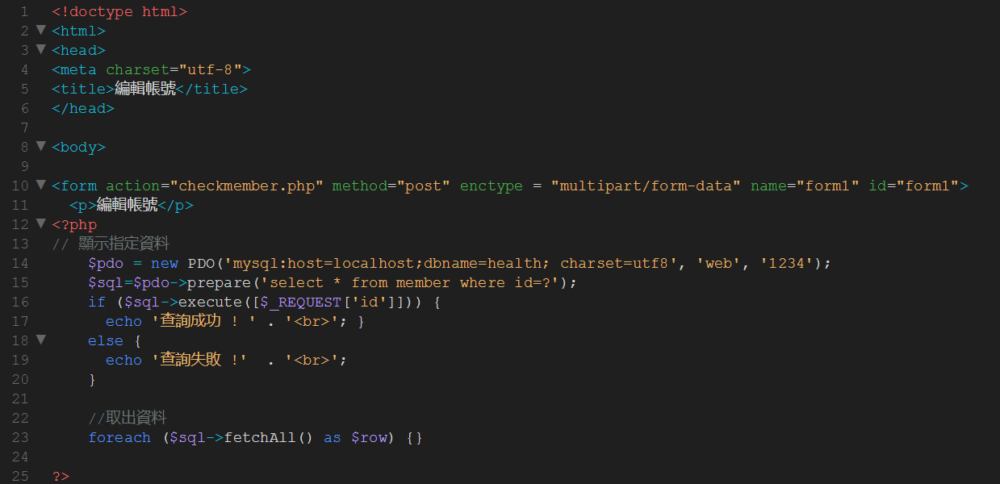 1 <!doctype html>
2 <html>
3 <head>
4 <meta charset="utf-8">
5 <title>編輯帳號</title>
6 </head>
7
8 <body>
9
10 <form action="checkmember.php" method="post" enctype = "multipart/form-data" name="form1" id="form1">
11   <p>編輯帳號</p>
12 <?php
13 // 顯示指定資料
14     $pdo = new PDO('mysql:host=localhost;dbname=health; charset=utf8', 'web', '1234');
15     $sql=$pdo->prepare('select * from member where id=?');
16     if ($sql->execute([$_REQUEST['id']])) {
17       echo '查詢成功 ! ' . '<br>'; }
18     else {
19       echo '查詢失敗 !'  . '<br>';
20     }
21
22     //取出資料
23     foreach ($sql->fetchAll() as $row) {}
24
25 ?>